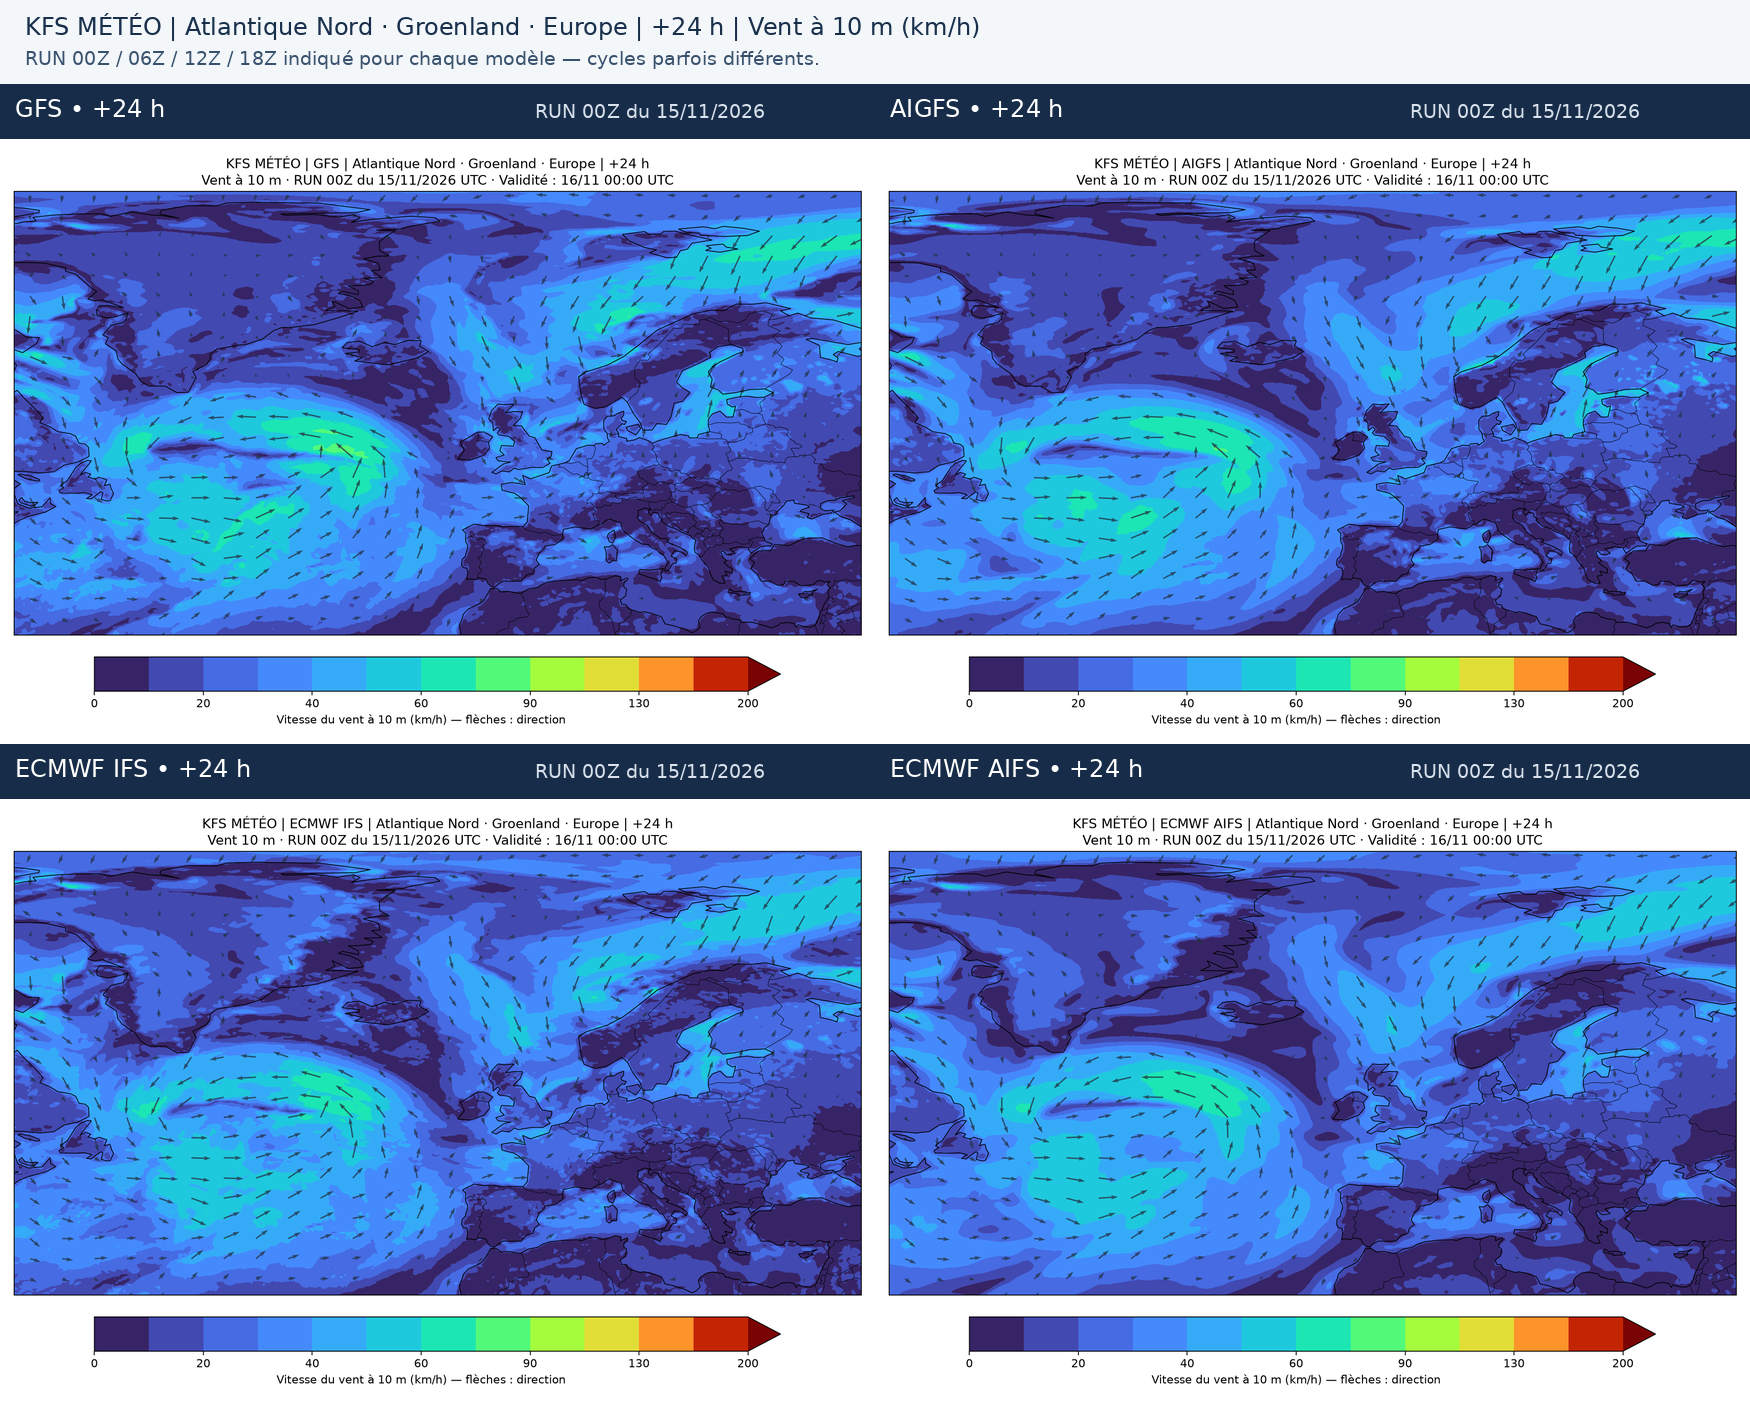 KFS MÉTÉO | Atlantique Nord · Groenland · Europe | +24 h | Vent à 10 m (km/h)
RUN 00Z / 06Z / 12Z / 18Z indiqué pour chaque modèle — cycles parfois différents.
GFS • +24 h
RUN 00Z du 15/11/2026
KFS MÉTÉO | GFS | Atlantique Nord · Groenland · Europe | +24 h
Vent à 10 m · RUN 00Z du 15/11/2026 UTC · Validité : 16/11 00:00 UTC
0 20 40 60 90 130 200
Vitesse du vent à 10 m (km/h) — flèches : direction
AIGFS • +24 h
RUN 00Z du 15/11/2026
KFS MÉTÉO | AIGFS | Atlantique Nord · Groenland · Europe | +24 h
Vent à 10 m · RUN 00Z du 15/11/2026 UTC · Validité : 16/11 00:00 UTC
0 20 40 60 90 130 200
Vitesse du vent à 10 m (km/h) — flèches : direction
ECMWF IFS • +24 h
RUN 00Z du 15/11/2026
KFS MÉTÉO | ECMWF IFS | Atlantique Nord · Groenland · Europe | +24 h
Vent 10 m · RUN 00Z du 15/11/2026 UTC · Validité : 16/11 00:00 UTC
0 20 40 60 90 130 200
Vitesse du vent à 10 m (km/h) — flèches : direction
ECMWF AIFS • +24 h
RUN 00Z du 15/11/2026
KFS MÉTÉO | ECMWF AIFS | Atlantique Nord · Groenland · Europe | +24 h
Vent 10 m · RUN 00Z du 15/11/2026 UTC · Validité : 16/11 00:00 UTC
0 20 40 60 90 130 200
Vitesse du vent à 10 m (km/h) — flèches : direction